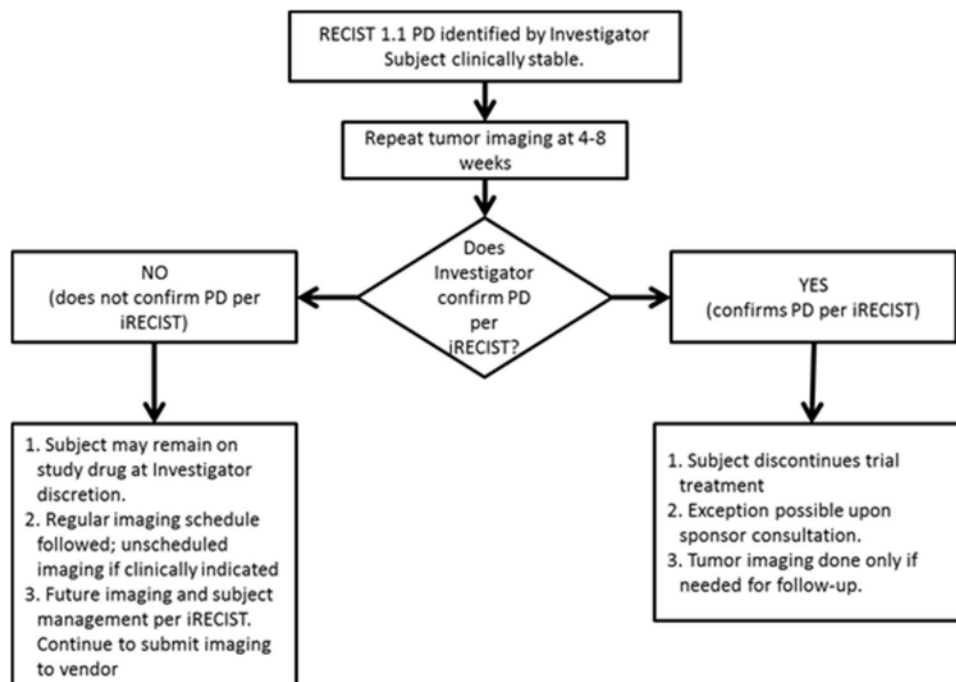 RECIST 1.1 PD identified by Investigator
Subject clinically stable.
Repeat tumor imaging at 4-8
weeks
Does
Investigator
confirm PD
per
iRECIST?
NO
(does not confirm PD per
iRECIST)
YES
(confirms PD per iRECIST)
1. Subject may remain on
study drug at Investigator
discretion.
2. Regular imaging schedule
followed; unscheduled
imaging if clinically indicated
3. Future imaging and subject
management per iRECIST.
Continue to submit imaging
to vendor
1. Subject discontinues trial
treatment
2. Exception possible upon
sponsor consultation.
3. Tumor imaging done only if
needed for follow-up.